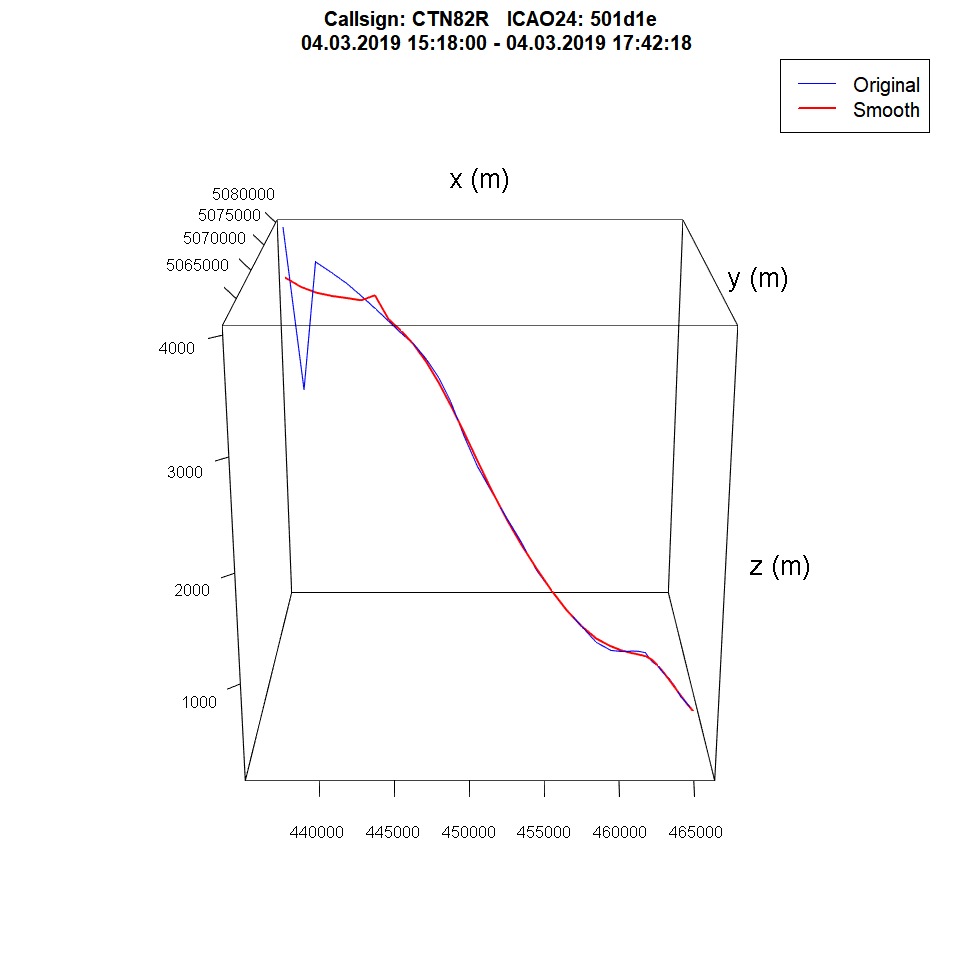 Callsign: CTN82R   ICAO24: 501d1e
04.03.2019 15:18:00 - 04.03.2019 17:42:18
Original
Smooth
x (m)
5080000
5075000
5070000
5065000
y (m)
4000
3000
2000
1000
z (m)
440000 445000 450000 455000 460000 465000